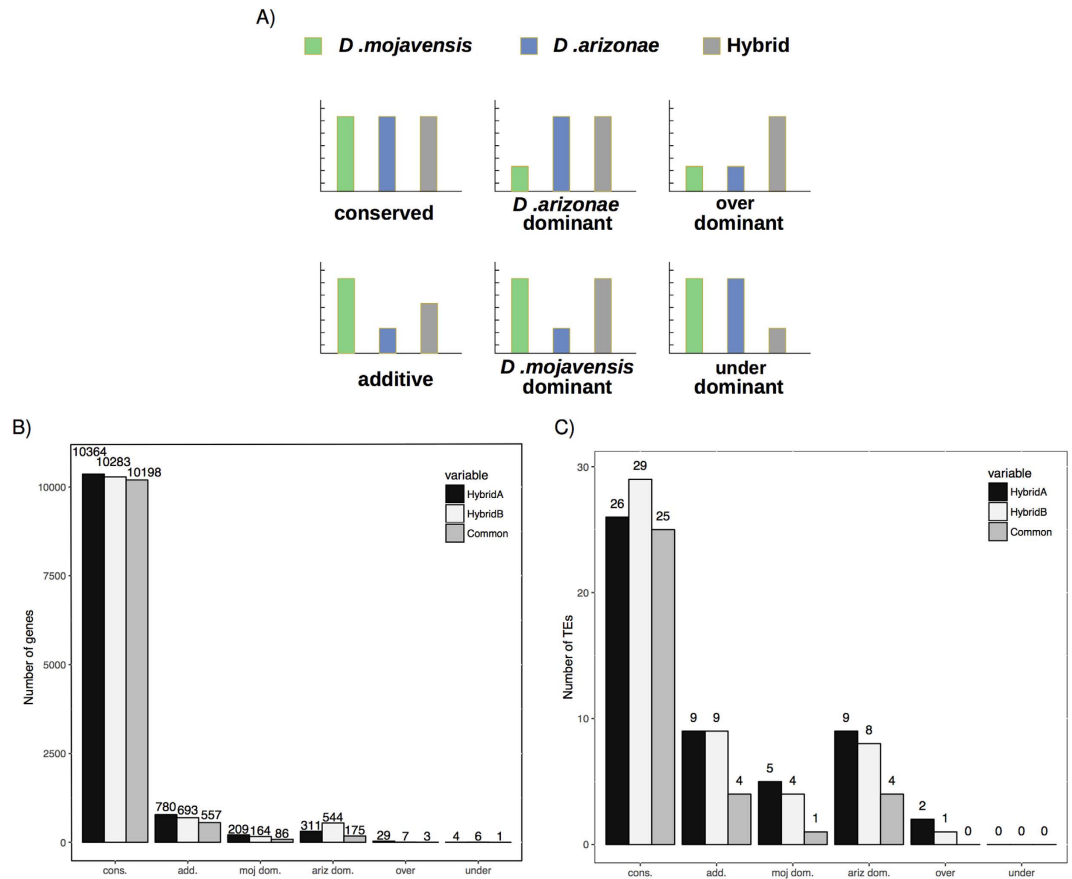 A)
D .mojavensis
D .arizonae
Hybrid
conserved
D .arizonae
dominant
over
dominant
additive
D .mojavensis
dominant
under
dominant
B)
10364
10283
10198
780
693
557
209
164
86
311
544
175
29
7
3
4
6
1
variable
HybridA
HybridB
Common
Number of genes
10000
7500
5000
2500
0
cons.
add.
moj dom.
ariz dom.
over
under
C)
26
29
25
9
9
4
5
4
1
9
8
4
2
1
0
0
0
0
variable
HybridA
HybridB
Common
Number of TEs
30
20
10
0
cons.
add.
moj dom.
ariz dom.
over
under